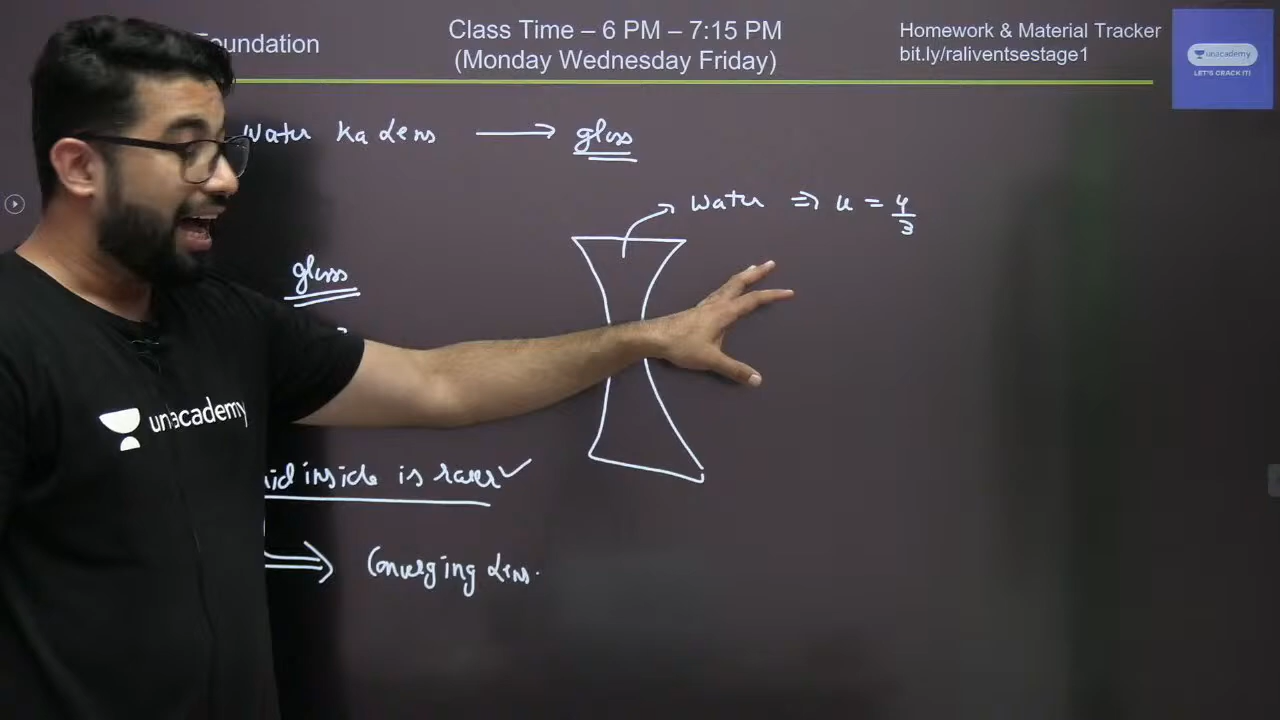 Foundation
Class Time – 6 PM – 7:15 PM
(Monday Wednesday Friday)
Homework & Material Tracker
bit.ly/raliventsestage1
unacademy
LET'S CRACK IT!
Water ka Lens → glass
Water ⇒ u = 4/3
glass
unacademy
inside is rarer ✓
⇒ Converging Lens.